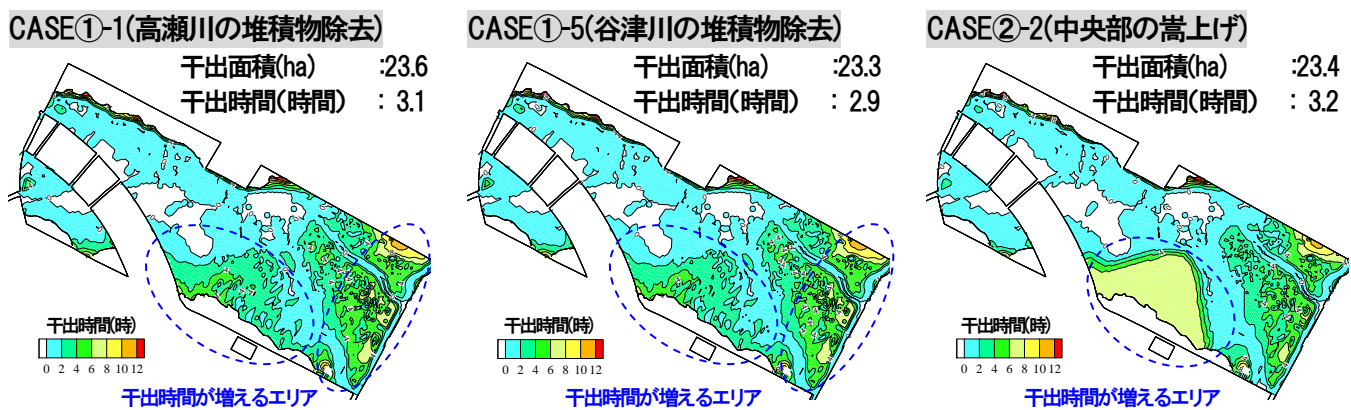 CASE①-1(高瀬川の堆積物除去)
干出面積(ha) :23.6
干出時間(時間) : 3.1
干出時間(時)
0 2 4 6 8 10 12
干出時間が増えるエリア
CASE①-5(谷津川の堆積物除去)
干出面積(ha) :23.3
干出時間(時間) : 2.9
干出時間(時)
0 2 4 6 8 10 12
干出時間が増えるエリア
CASE②-2(中央部の嵩上げ)
干出面積(ha) :23.4
干出時間(時間) : 3.2
干出時間(時)
0 2 4 6 8 10 12
干出時間が増えるエリア